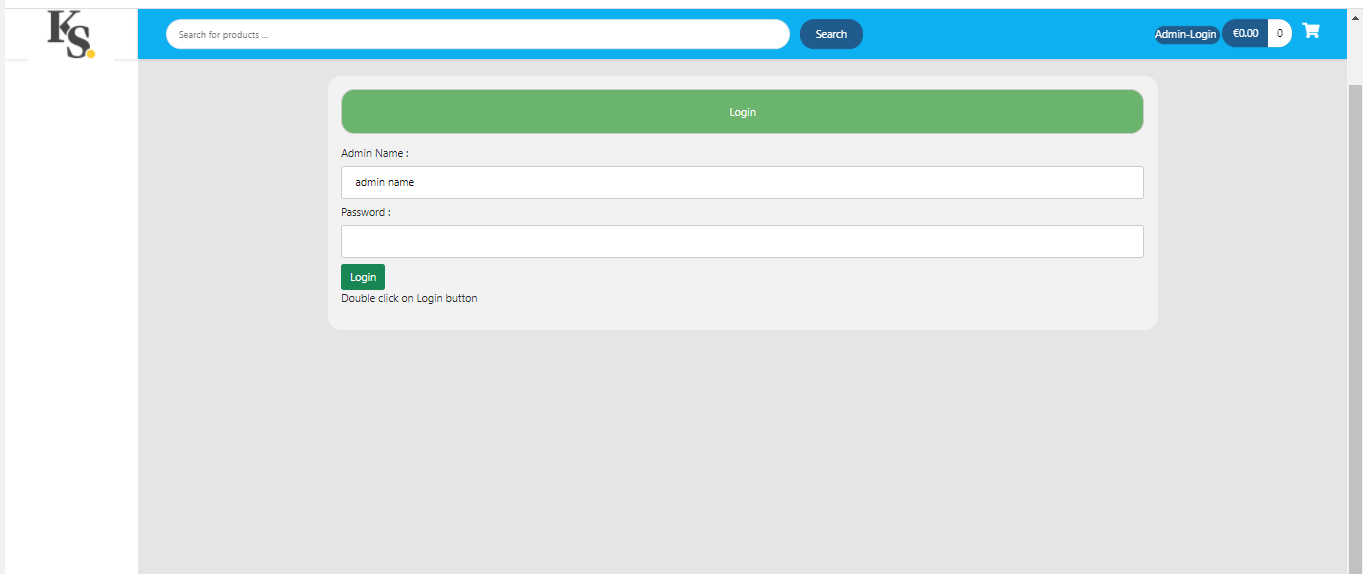 KS.
Search for products ...
Search
Admin-Login
€0.00
0
Login
Admin Name :
admin name
Password :
Login
Double click on Login button